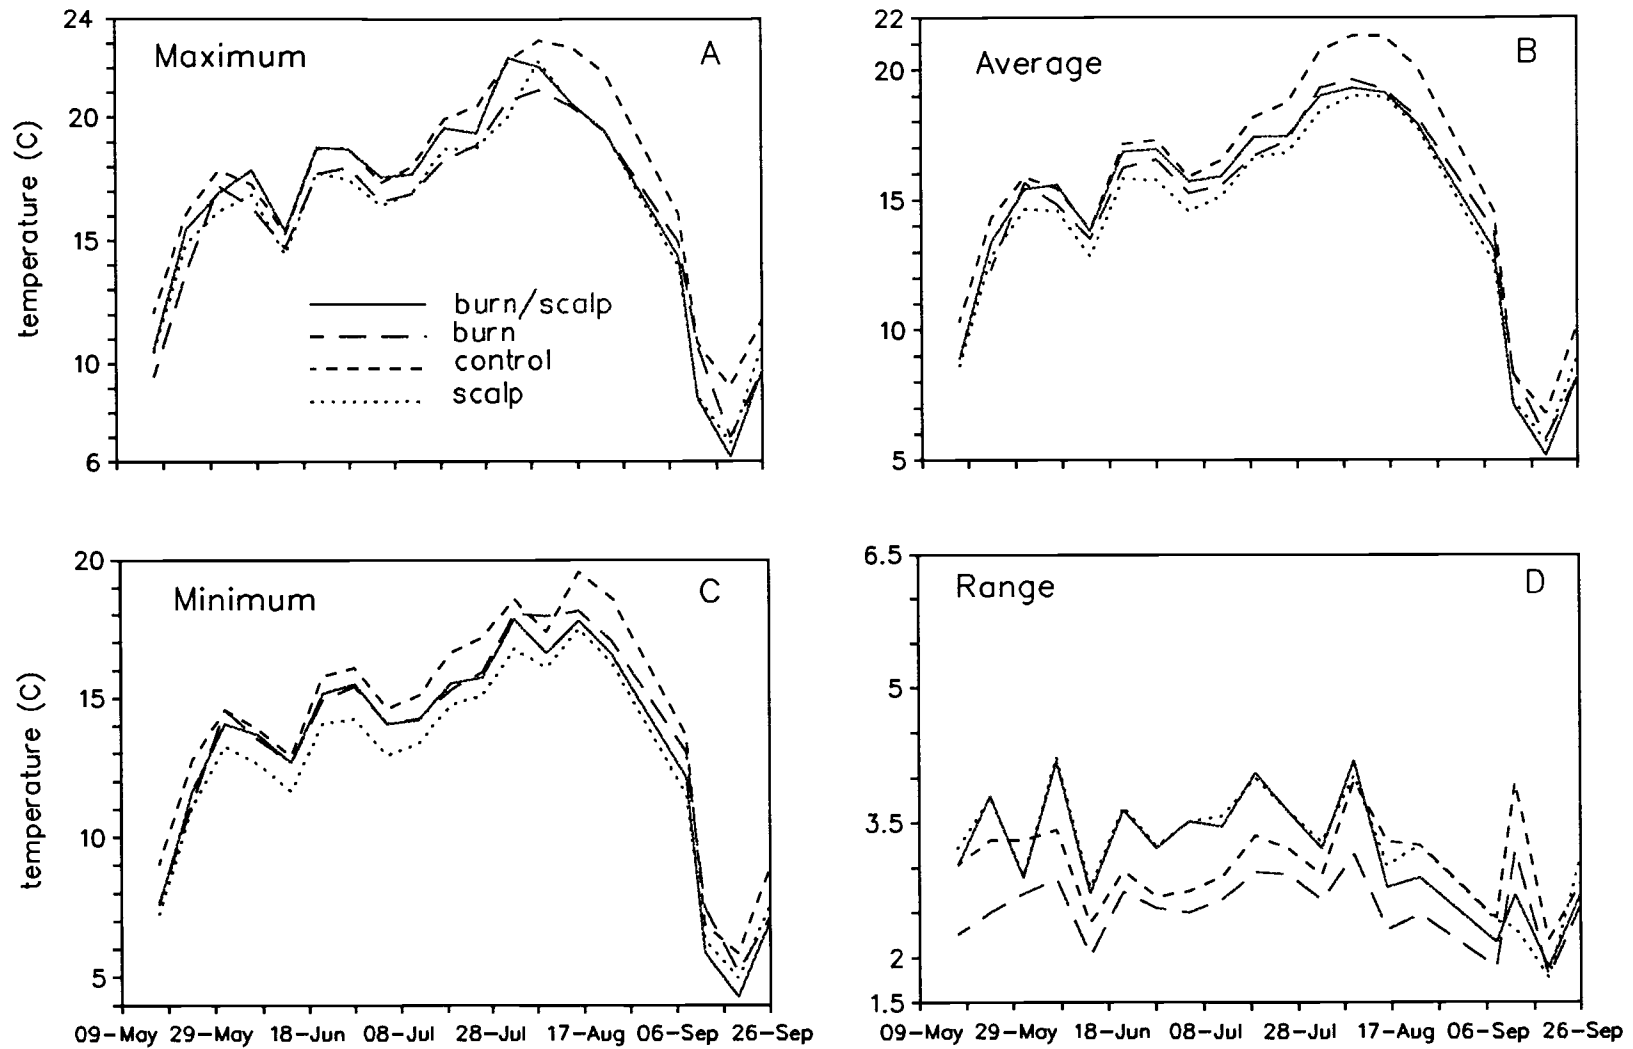 Maximum
A
24
20
15
10
6
temperature (C)
burn/scalp
burn
control
scalp
Average
B
22
20
15
10
5
Minimum
C
20
15
10
5
temperature (C)
09-May 29-May 18-Jun 08-Jul 28-Jul 17-Aug 06-Sep 26-Sep
Range
D
6.5
5
3.5
2
1.5
09-May 29-May 18-Jun 08-Jul 28-Jul 17-Aug 06-Sep 26-Sep